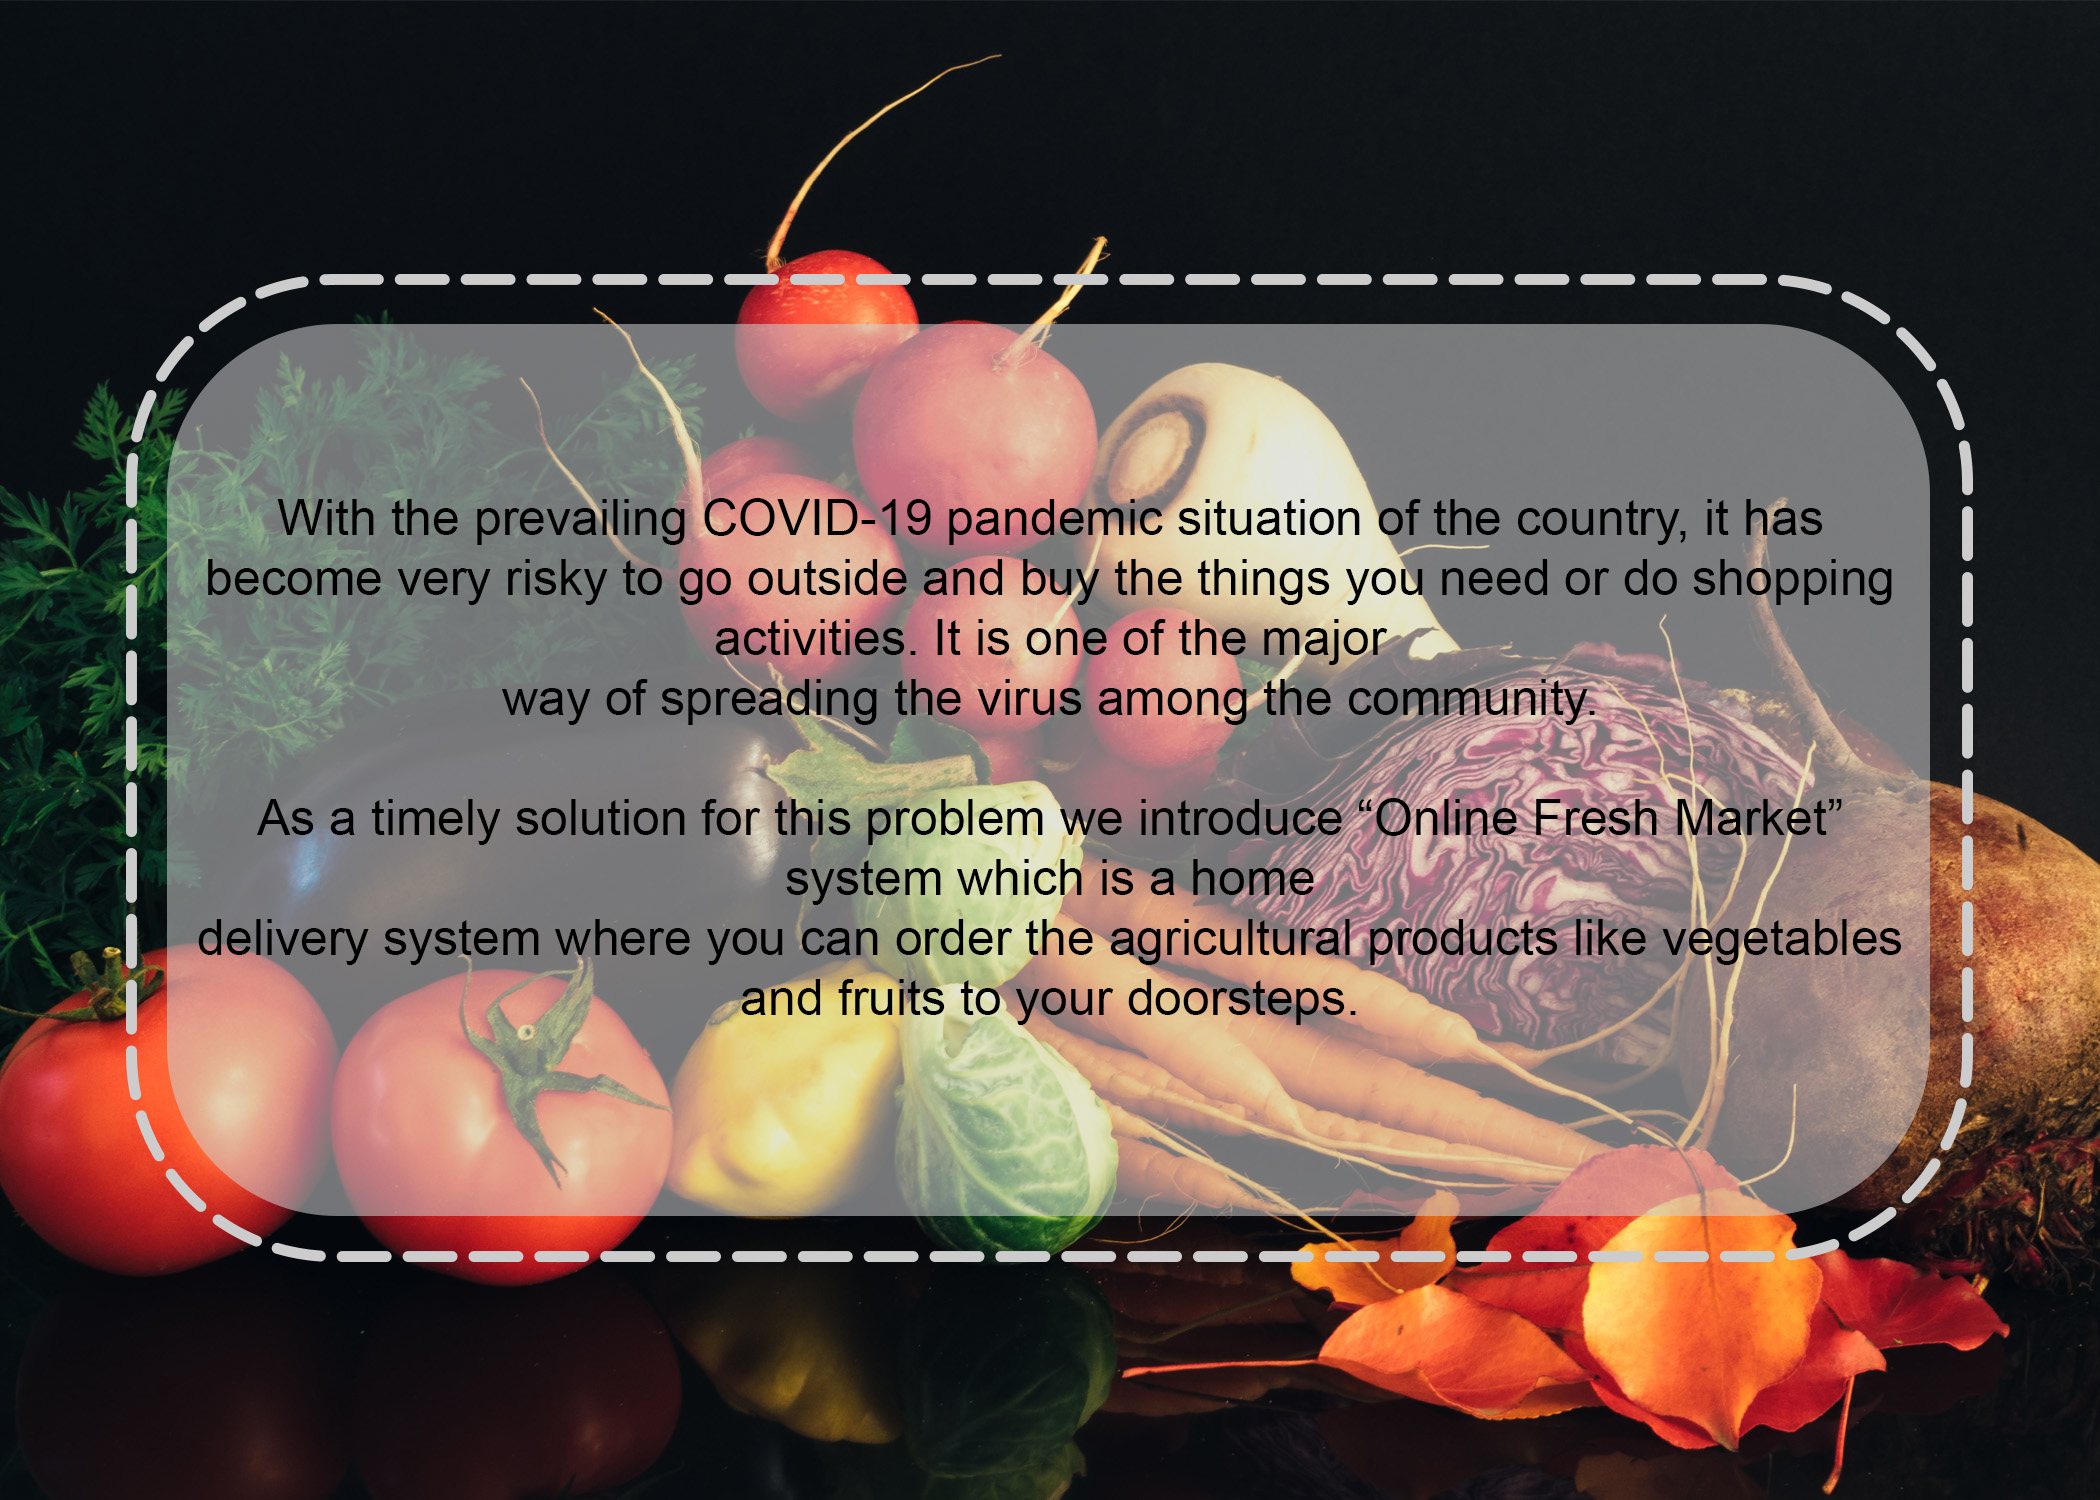 With the prevailing COVID-19 pandemic situation of the country, it has
become very risky to go outside and buy the things you need or do shopping
activities. It is one of the major
way of spreading the virus among the community.
As a timely solution for this problem we introduce “Online Fresh Market”
system which is a home
delivery system where you can order the agricultural products like vegetables
and fruits to your doorsteps.